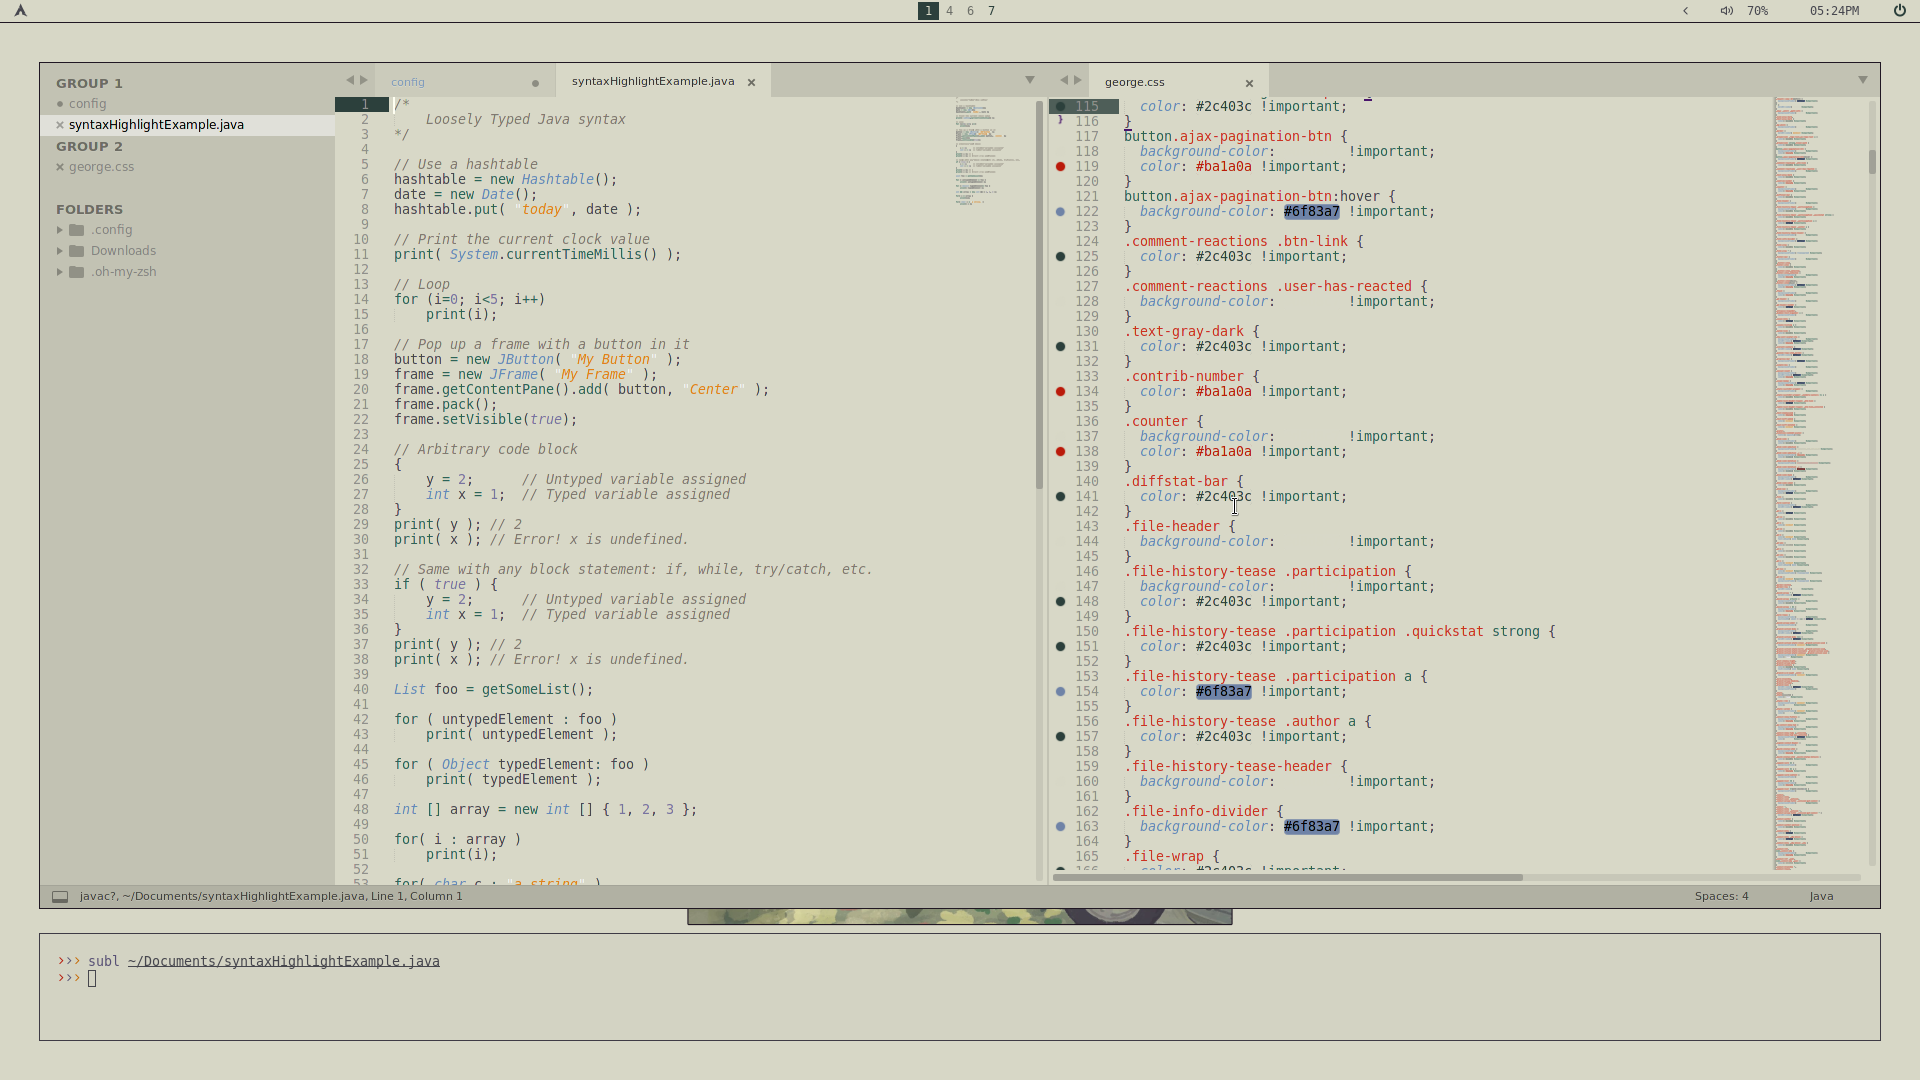 1 4 6 7
70% 05:24PM
GROUP 1
config
syntaxHighlightExample.java
GROUP 2
george.css
FOLDERS
.config
Downloads
.oh-my-zsh
config
syntaxHighlightExample.java
1 /*
2 Loosely Typed Java syntax
3 */
4
5 // Use a hashtable
6 hashtable = new Hashtable();
7 date = new Date();
8 hashtable.put( "today", date );
9
10 // Print the current clock value
11 print( System.currentTimeMillis() );
12
13 // Loop
14 for (i=0; i<5; i++)
15 print(i);
16
17 // Pop up a frame with a button in it
18 button = new JButton( "My Button" );
19 frame = new JFrame( "My Frame" );
20 frame.getContentPane().add( button, "Center" );
21 frame.pack();
22 frame.setVisible(true);
23
24 // Arbitrary code block
25 {
26 y = 2; // Untyped variable assigned
27 int x = 1; // Typed variable assigned
28 }
29 print( y ); // 2
30 print( x ); // Error! x is undefined.
31
32 // Same with any block statement: if, while, try/catch, etc.
33 if ( true ) {
34 y = 2; // Untyped variable assigned
35 int x = 1; // Typed variable assigned
36 }
37 print( y ); // 2
38 print( x ); // Error! x is undefined.
39
40 List foo = getSomeList();
41
42 for ( untypedElement : foo )
43 print( untypedElement );
44
45 for ( Object typedElement: foo )
46 print( typedElement );
47
48 int [] array = new int [] { 1, 2, 3 };
49
50 for( i : array )
51 print(i);
52
53 for( char c : "a string" )
george.css
115 color: #2c403c !important;
116 }
117 button.ajax-pagination-btn {
118 background-color: !important;
119 color: #ba1a0a !important;
120 }
121 button.ajax-pagination-btn:hover {
122 background-color: #6f83a7 !important;
123 }
124 .comment-reactions .btn-link {
125 color: #2c403c !important;
126 }
127 .comment-reactions .user-has-reacted {
128 background-color: !important;
129 }
130 .text-gray-dark {
131 color: #2c403c !important;
132 }
133 .contrib-number {
134 color: #ba1a0a !important;
135 }
136 .counter {
137 background-color: !important;
138 color: #ba1a0a !important;
139 }
140 .diffstat-bar {
141 color: #2c403c !important;
142 }
143 .file-header {
144 background-color: !important;
145 }
146 .file-history-tease .participation {
147 background-color: !important;
148 color: #2c403c !important;
149 }
150 .file-history-tease .participation .quickstat strong {
151 color: #2c403c !important;
152 }
153 .file-history-tease .participation a {
154 color: #6f83a7 !important;
155 }
156 .file-history-tease .author a {
157 color: #2c403c !important;
158 }
159 .file-history-tease-header {
160 background-color: !important;
161 }
162 .file-info-divider {
163 background-color: #6f83a7 !important;
164 }
165 .file-wrap {
166 color: #2c403c !important;
javac?, ~/Documents/syntaxHighlightExample.java, Line 1, Column 1
Spaces: 4 Java
>>> subl ~/Documents/syntaxHighlightExample.java
>>>